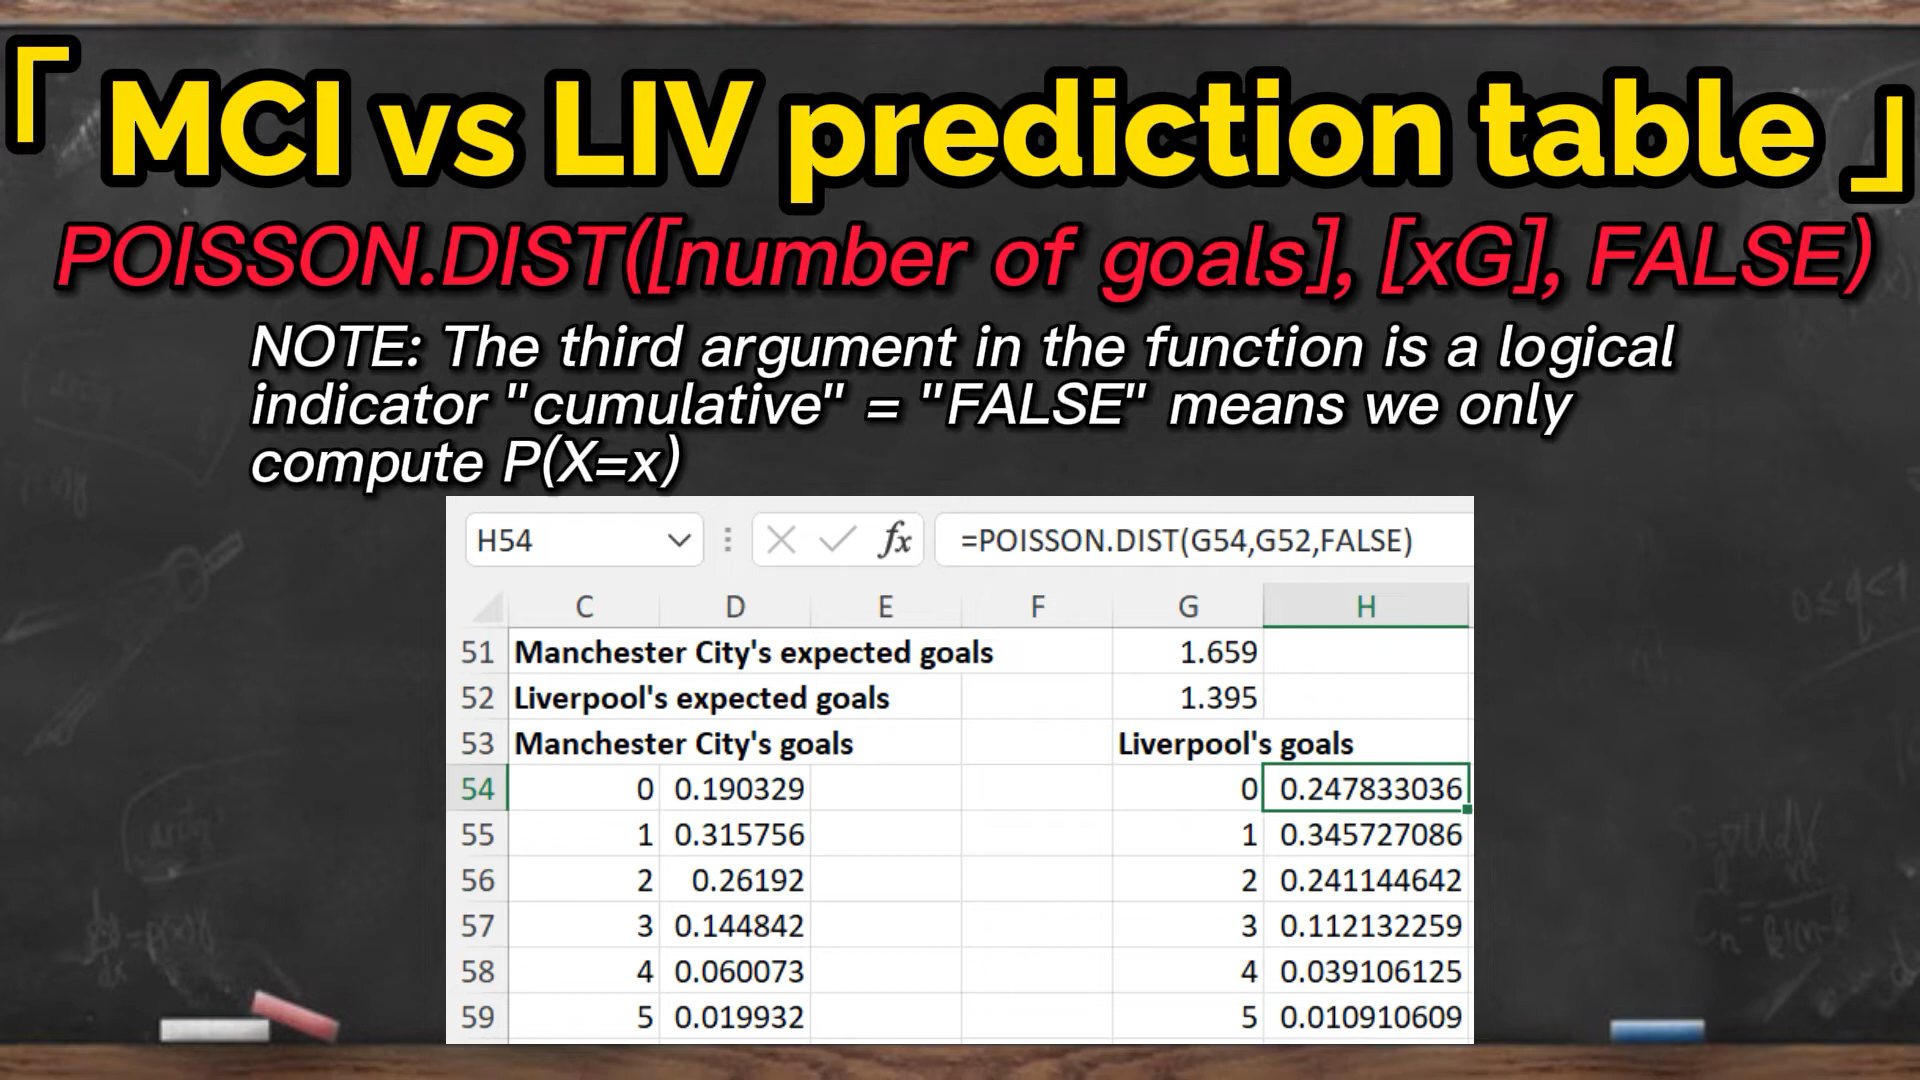 「 MCI vs LIV prediction table 」
POISSON.DIST([number of goals], [xG], FALSE)
NOTE: The third argument in the function is a logical
indicator "cumulative" = "FALSE" means we only
compute P(X=x)
H54 fx =POISSON.DIST(G54,G52,FALSE)
C D E F G H
51 Manchester City's expected goals 1.659
52 Liverpool's expected goals 1.395
53 Manchester City's goals Liverpool's goals
54 0 0.190329 0 0.247833036
55 1 0.315756 1 0.345727086
56 2 0.26192 2 0.241144642
57 3 0.144842 3 0.112132259
58 4 0.060073 4 0.039106125
59 5 0.019932 5 0.010910609